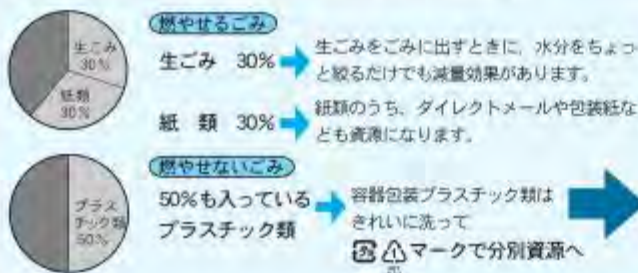 燃やせるごみ
生ごみ
30%
紙類
30%
生ごみ 30%
生ごみをごみに出すときに、水分をちょっ
と絞るだけでも減量効果があります。
紙 類 30%
紙類のうち、ダイレクトメールや包装紙な
ども資源になります。
燃やせないごみ
プラス
チック類
50%
50%も入っている
プラスチック類
容器包装プラスチック類は
きれいに洗って
プラ 1 マークで分別資源へ